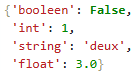 {'booleen': False,
'int': 1,
'string': 'deux',
'float': 3.0}